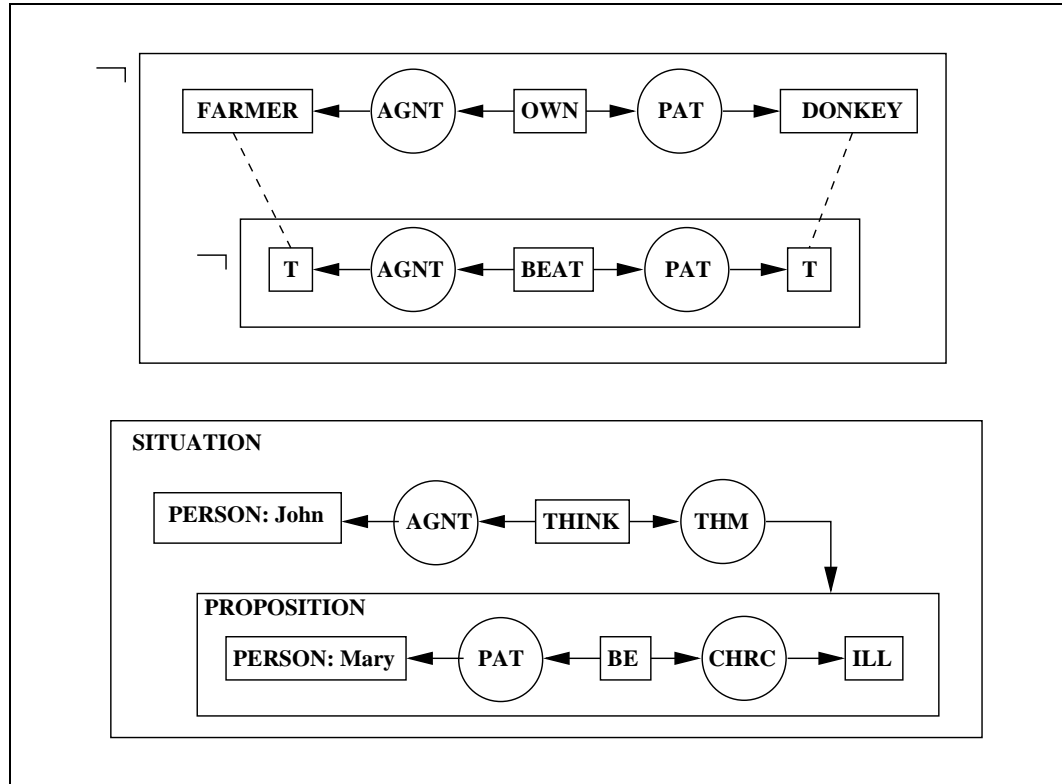 ¬
FARMER AGNT OWN PAT DONKEY
¬ T AGNT BEAT PAT T
SITUATION
PERSON: John AGNT THINK THM
PROPOSITION
PERSON: Mary PAT BE CHRC ILL